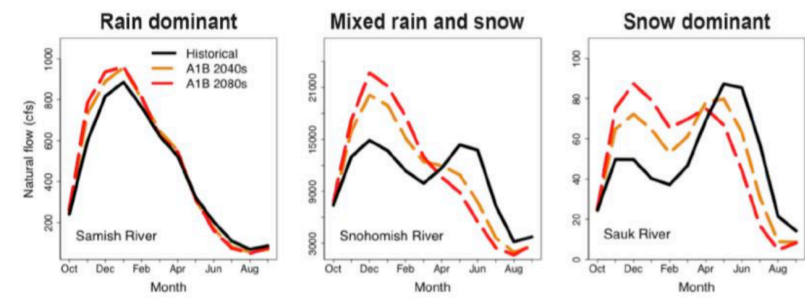 Rain dominant
Mixed rain and snow
Snow dominant
Natural flow (cfs)
1000
800
600
400
200
Historical
A1B 2040s
A1B 2080s
Samish River
Oct Dec Feb Apr Jun Aug
Month
21000
15000
9000
3000
Snohomish River
Oct Dec Feb Apr Jun Aug
Month
100
80
60
40
20
0
Sauk River
Oct Dec Feb Apr Jun Aug
Month